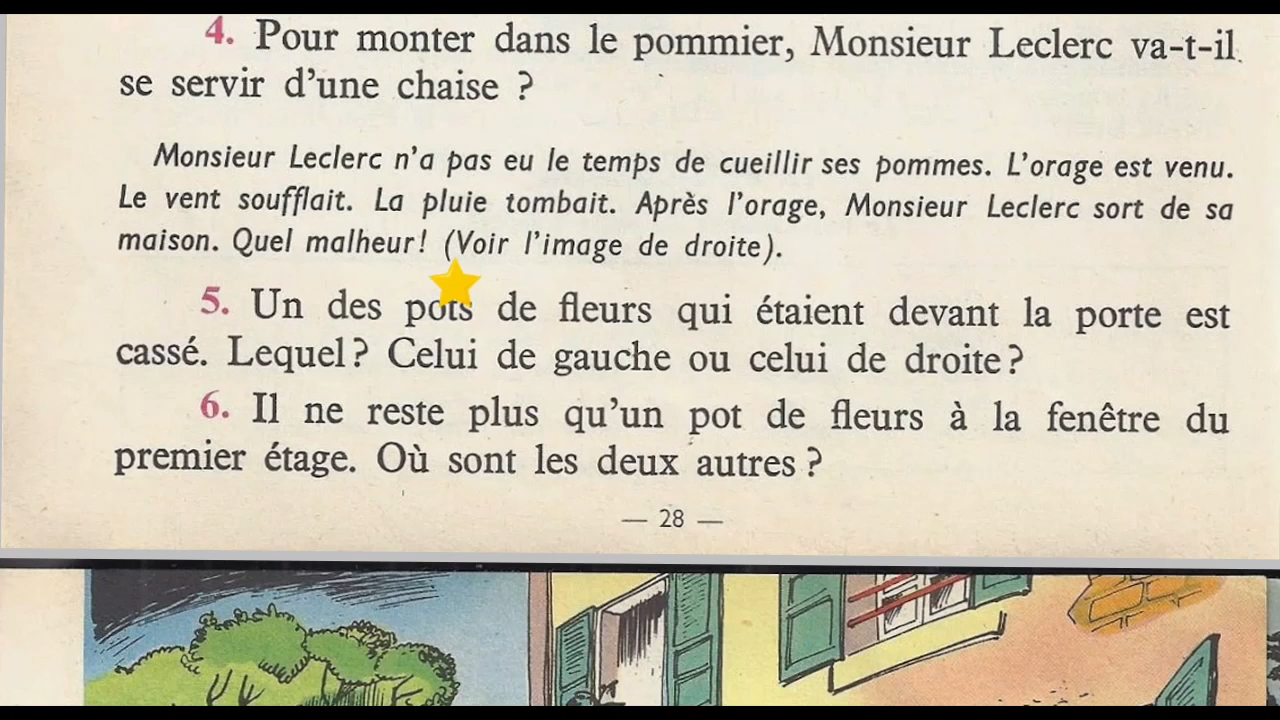 4. Pour monter dans le pommier, Monsieur Leclerc va-t-il
se servir d'une chaise ?
Monsieur Leclerc n'a pas eu le temps de cueillir ses pommes. L'orage est venu.
Le vent soufflait. La pluie tombait. Après l'orage, Monsieur Leclerc sort de sa
maison. Quel malheur! (Voir l'image de droite).
5. Un des pots de fleurs qui étaient devant la porte est
cassé. Lequel? Celui de gauche ou celui de droite?
6. Il ne reste plus qu'un pot de fleurs à la fenêtre du
premier étage. Où sont les deux autres ?
— 28 —